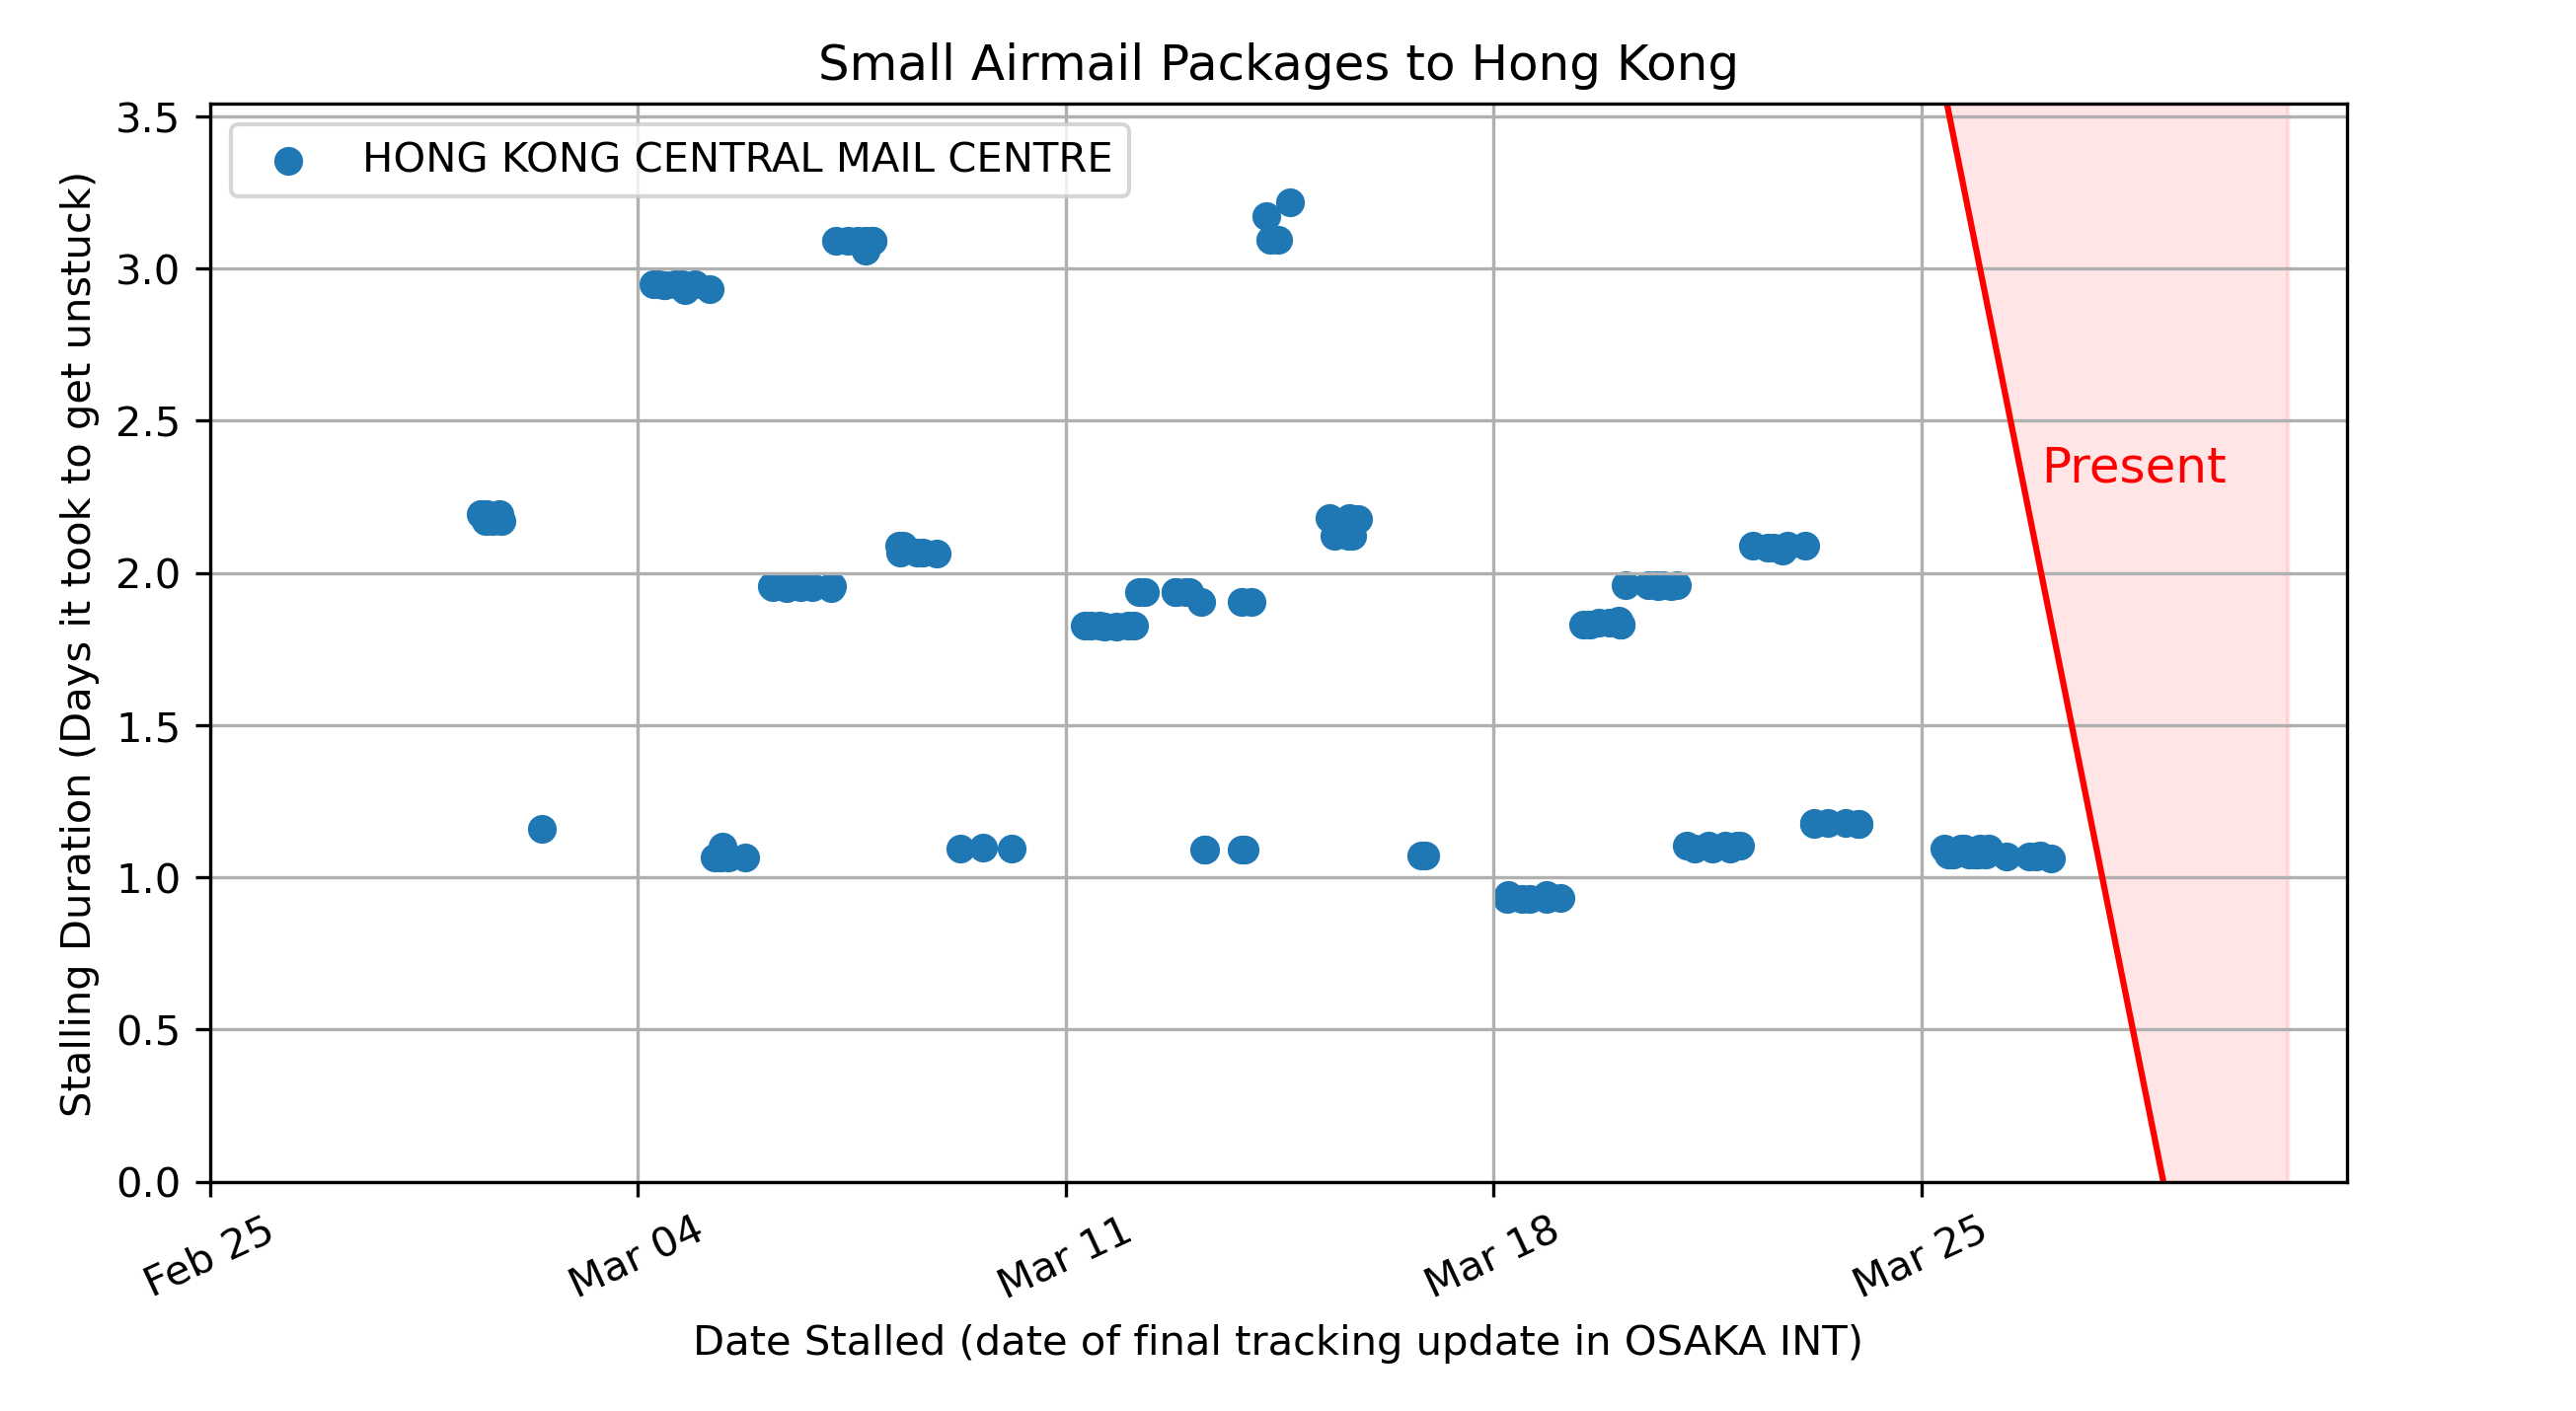 Small Airmail Packages to Hong Kong
HONG KONG CENTRAL MAIL CENTRE
Present
Stalling Duration (Days it took to get unstuck)
3.5
3.0
2.5
2.0
1.5
1.0
0.5
0.0
Feb 25
Mar 04
Mar 11
Mar 18
Mar 25
Date Stalled (date of final tracking update in OSAKA INT)